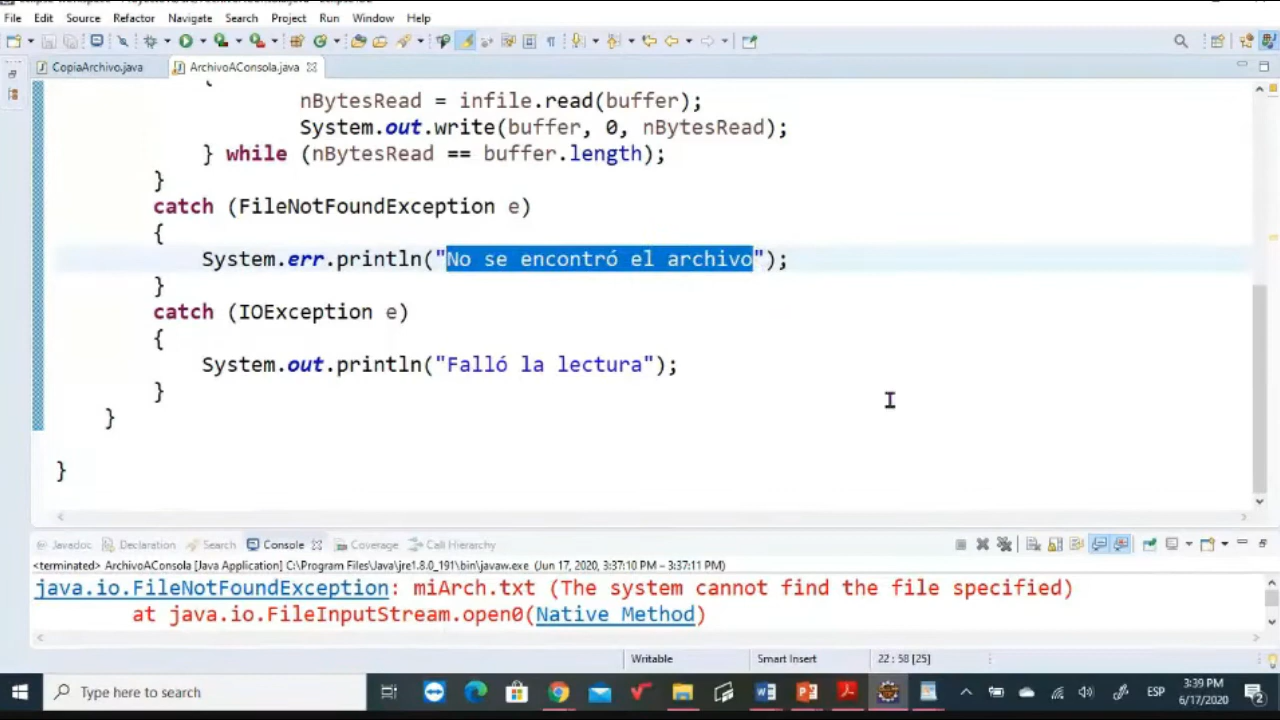 File Edit Source Refactor Navigate Search Project Run Window Help
CopiaArchivo.java ArchivoAConsola.java
{
nBytesRead = infile.read(buffer);
System.out.write(buffer, 0, nBytesRead);
} while (nBytesRead == buffer.length);
}
catch (FileNotFoundException e)
{
System.err.println("No se encontró el archivo");
}
catch (IOException e)
{
System.out.println("Falló la lectura");
}
}
}
Javadoc Declaration Search Console Coverage Call Hierarchy
<terminated> ArchivoAConsola [Java Application] C:\Program Files\Java\jre1.8.0_191\bin\javaw.exe (Jun 17, 2020, 3:37:10 PM – 3:37:11 PM)
java.io.FileNotFoundException: miArch.txt (The system cannot find the file specified)
at java.io.FileInputStream.open0(Native Method)
Writable Smart Insert 22 : 58 [25]
Type here to search
ESP
3:39 PM
6/17/2020
2